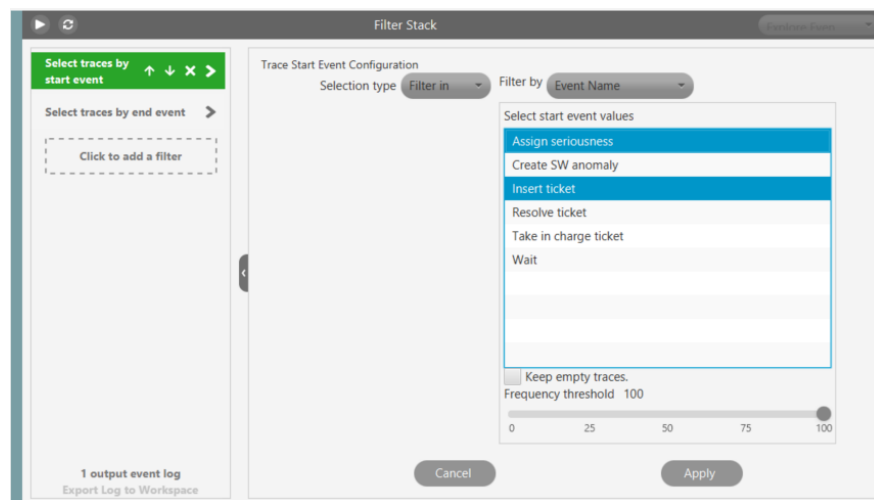 Filter Stack
Explore Even
Select traces by
start event
Select traces by end event
Click to add a filter
1 output event log
Export Log to Workspace
Trace Start Event Configuration
Selection type Filter in
Filter by Event Name
Select start event values
Assign seriousness
Create SW anomaly
Insert ticket
Resolve ticket
Take in charge ticket
Wait
Keep empty traces.
Frequency threshold 100
0 25 50 75 100
Cancel Apply